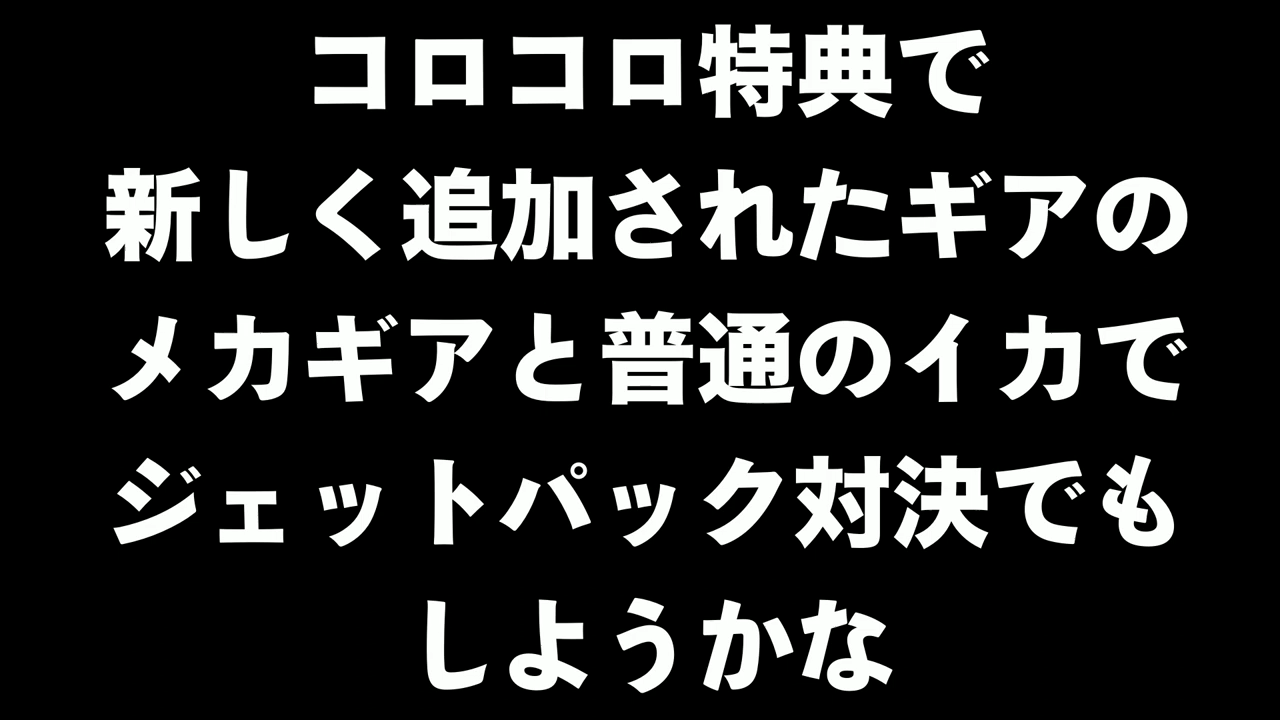 コロコロ特典で
新しく追加されたギアの
メカギアと普通のイカで
ジェットパック対決でも
しようかな